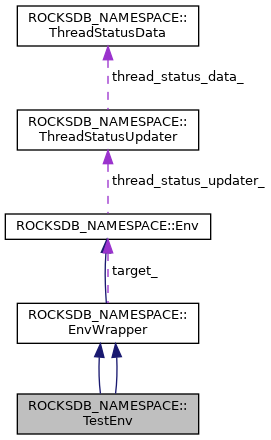 ROCKSDB_NAMESPACE::
ThreadStatusData
thread_status_data_
ROCKSDB_NAMESPACE::
ThreadStatusUpdater
thread_status_updater_
ROCKSDB_NAMESPACE::Env
target_
ROCKSDB_NAMESPACE::
EnvWrapper
ROCKSDB_NAMESPACE::
TestEnv